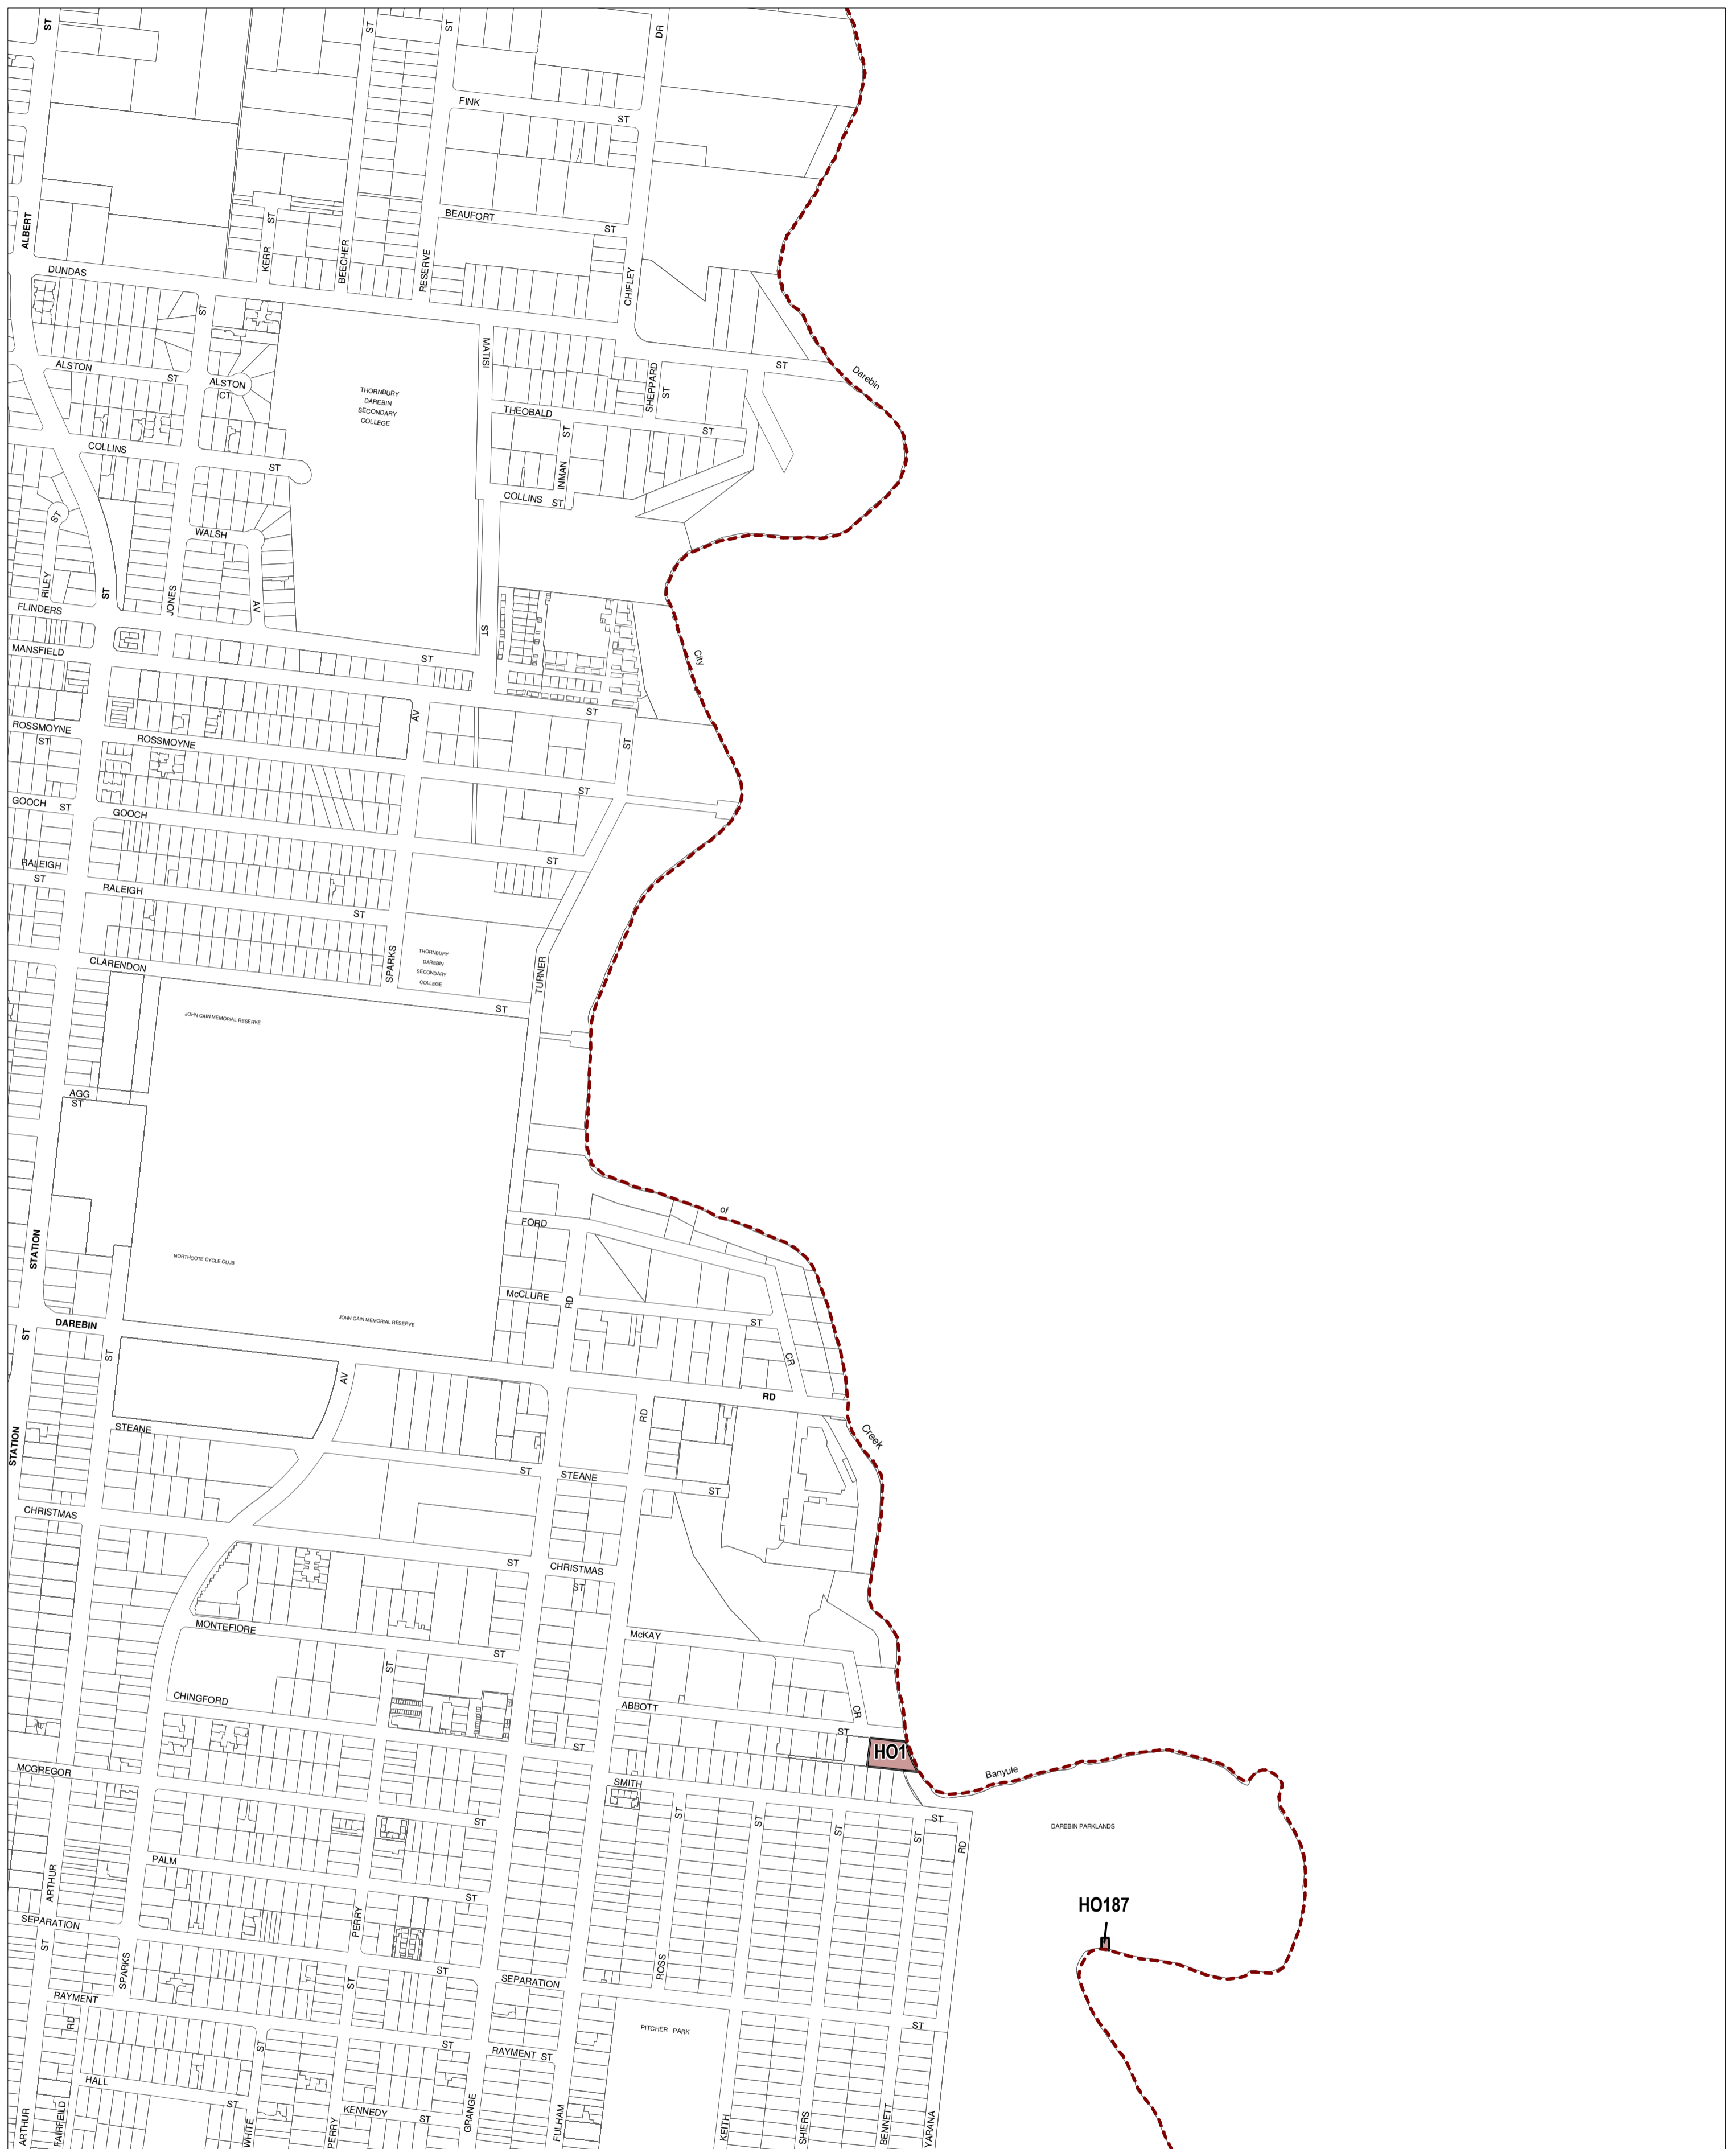 ST
ST
ST
DR
FINK
ST
BEAUFORT
ST
ALBERT
KERR
ST
BEECHER
RESERVE
CHIFLEY
DUNDAS
ST
MATISI
ALSTON
ST
ALSTON
CT
THORNBURY
DAREBIN
SECONDARY
COLLEGE
SHEPPARD
ST
ST
Darebin
THEOBALD
ST
ST
INMAN
COLLINS
ST
COLLINS ST
ST
WALSH
RILEY
ST
JONES
AV
FLINDERS
ST
ST
MANSFIELD
City
AV
ST
ST
ROSSMOYNE
ST
ROSSMOYNE
ST
GOOCH ST
GOOCH
ST
RALEIGH
ST
RALEIGH
ST
SPARKS
THORNBURY
DAREBIN
SECONDARY
COLLEGE
TURNER
CLARENDON
ST
JOHN CAIN MEMORIAL RESERVE
AGG
ST
of
FORD
STATION
NORTHCOTE CYCLE CLUB
McCLURE
RD
ST
JOHN CAIN MEMORIAL RESERVE
DAREBIN
ST
ST
CR
AV
RD
RD
Creek
STATION
STEANE
ST
STEANE
ST
CHRISTMAS
ST
CHRISTMAS
ST
MONTEFIORE
ST
McKAY
ST
CHINGFORD
ABBOTT
ST
CR
ST
HO1
MCGREGOR
SMITH
Banyule
ST
ST
ST
ST
ST
ST
RD
DAREBIN PARKLANDS
PALM
ST
ARTHUR
PERRY
HO187
SEPARATION
ST
SPARKS
ST
ST
SEPARATION
ROSS
RAYMENT
RD
ST
ST
RAYMENT ST
PITCHER PARK
ST
HALL
ST
KENNEDY ST
ARTHUR
FAIRFEILD
WHITE
PERRY
GRANGE
FULHAM
KEITH
SHIERS
BENNETT
YARANA